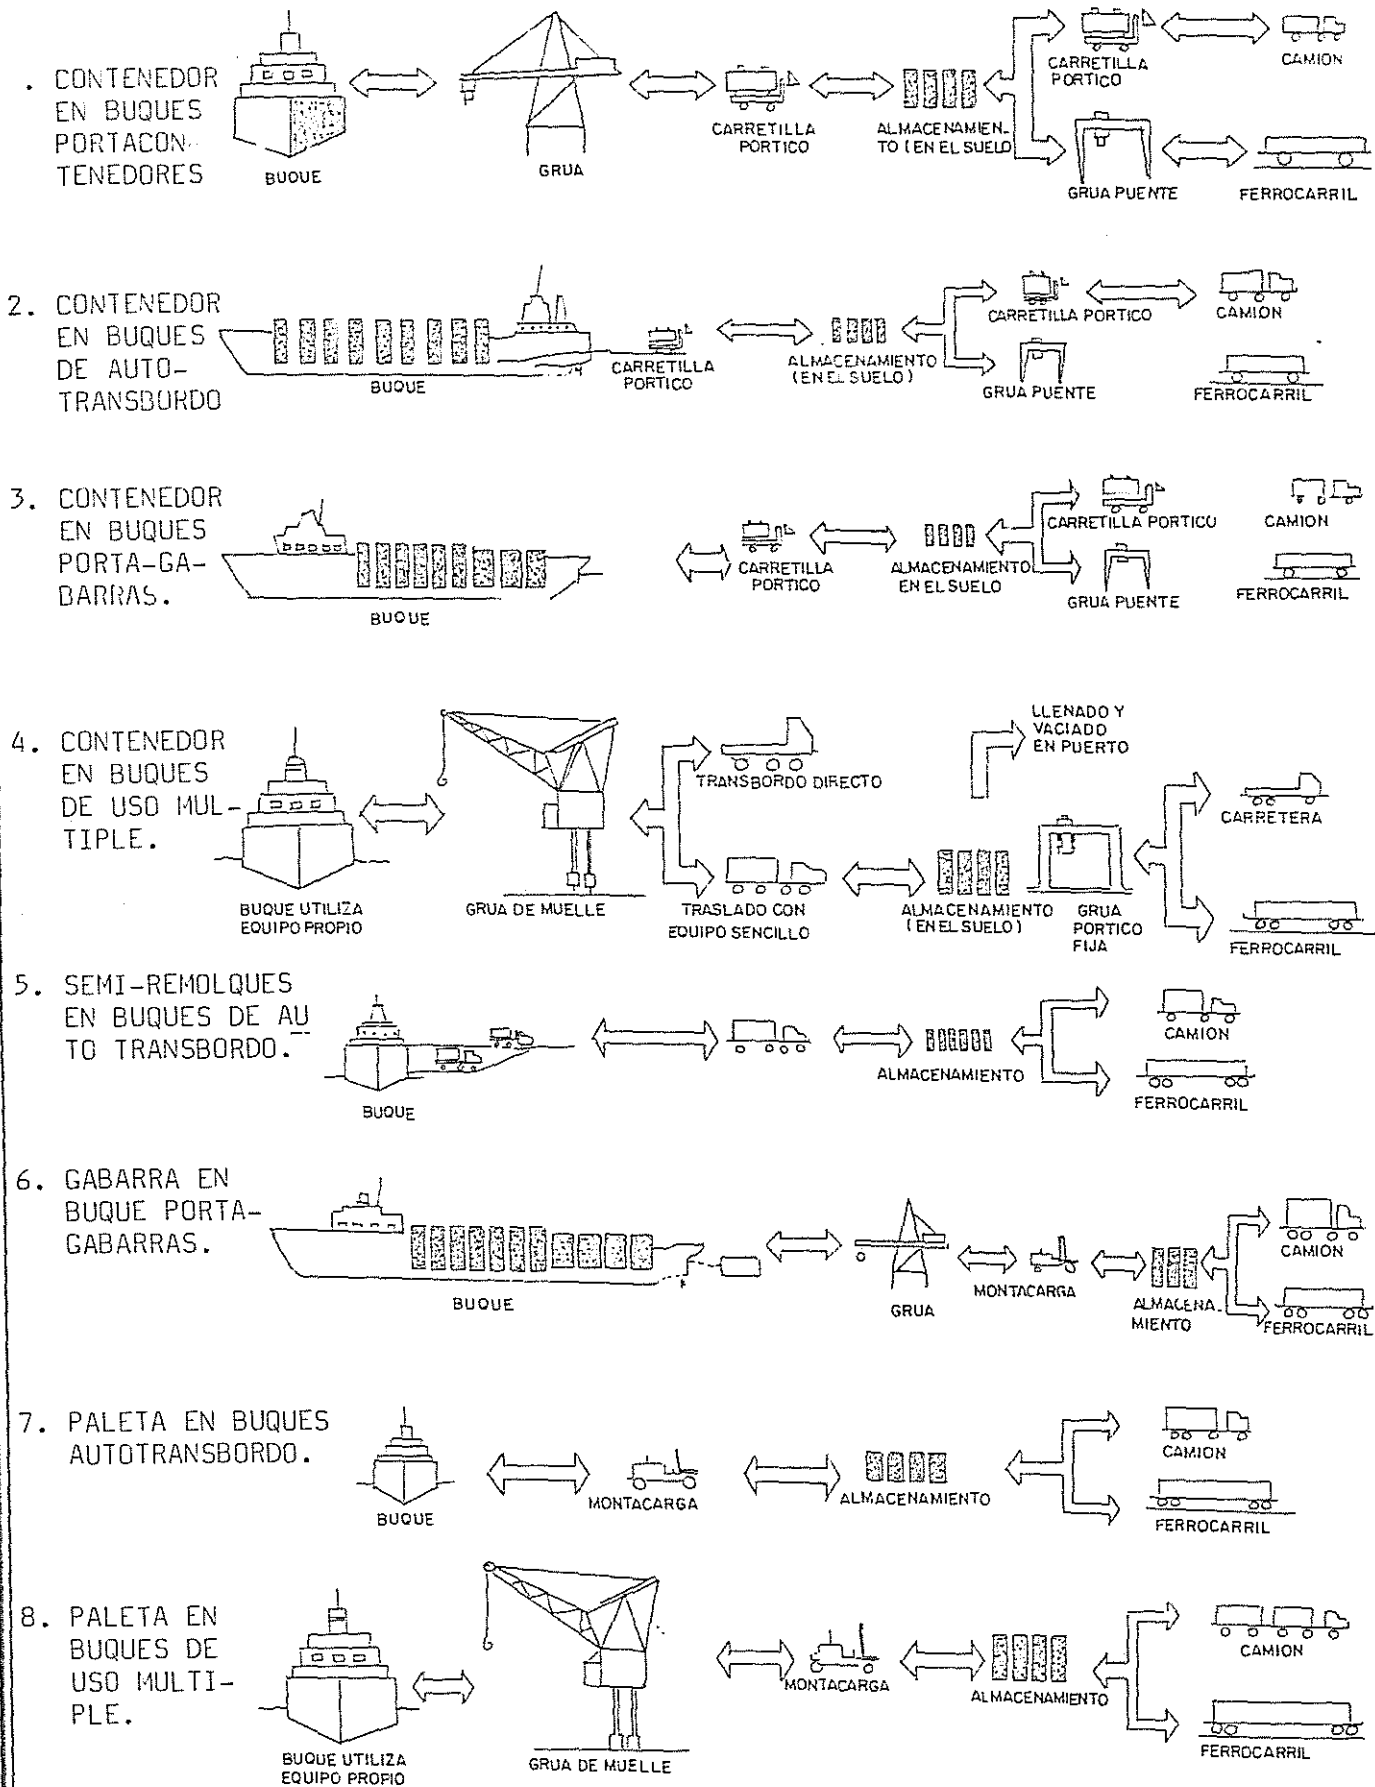 . CONTENEDOR
EN BUQUES
PORTACON-
TENEDORES
BUQUE
GRUA
CARRETILLA
PORTICO
ALMACENAMIEN-
TO (EN EL SUELO)
CARRETILLA
PORTICO
CAMION
GRUA PUENTE
FERROCARRIL
2. CONTENEDOR
EN BUQUES
DE AUTO-
TRANSBORDO
BUQUE
CARRETILLA
PORTICO
ALMACENAMIENTO
(EN EL SUELO)
CARRETILLA PORTICO
CAMION
GRUA PUENTE
FERROCARRIL
3. CONTENEDOR
EN BUQUES
PORTA-GA-
BARRAS.
BUQUE
CARRETILLA
PORTICO
ALMACENAMIENTO
EN EL SUELO
CARRETILLA PORTICO
CAMION
GRUA PUENTE
FERROCARRIL
4. CONTENEDOR
EN BUQUES
DE USO MUL-
TIPLE.
BUQUE UTILIZA
EQUIPO PROPIO
GRUA DE MUELLE
TRANSBORDO DIRECTO
TRASLADO CON
EQUIPO SENCILLO
LLENADO Y
VACIADO
EN PUERTO
ALMACENAMIENTO
(EN EL SUELO)
GRUA
PORTICO
FIJA
CARRETERA
FERROCARRIL
5. SEMI-REMOLQUES
EN BUQUES DE AU
TO TRANSBORDO.
BUQUE
ALMACENAMIENTO
CAMION
FERROCARRIL
6. GABARRA EN
BUQUE PORTA-
GABARRAS.
BUQUE
GRUA
MONTACARGA
ALMACENA-
MIENTO
CAMION
FERROCARRIL
7. PALETA EN BUQUES
AUTOTRANSBORDO.
BUQUE
MONTACARGA
ALMACENAMIENTO
CAMION
FERROCARRIL
8. PALETA EN
BUQUES DE
USO MULTI-
PLE.
BUQUE UTILIZA
EQUIPO PROPIO
GRUA DE MUELLE
MONTACARGA
ALMACENAMIENTO
CAMION
FERROCARRIL